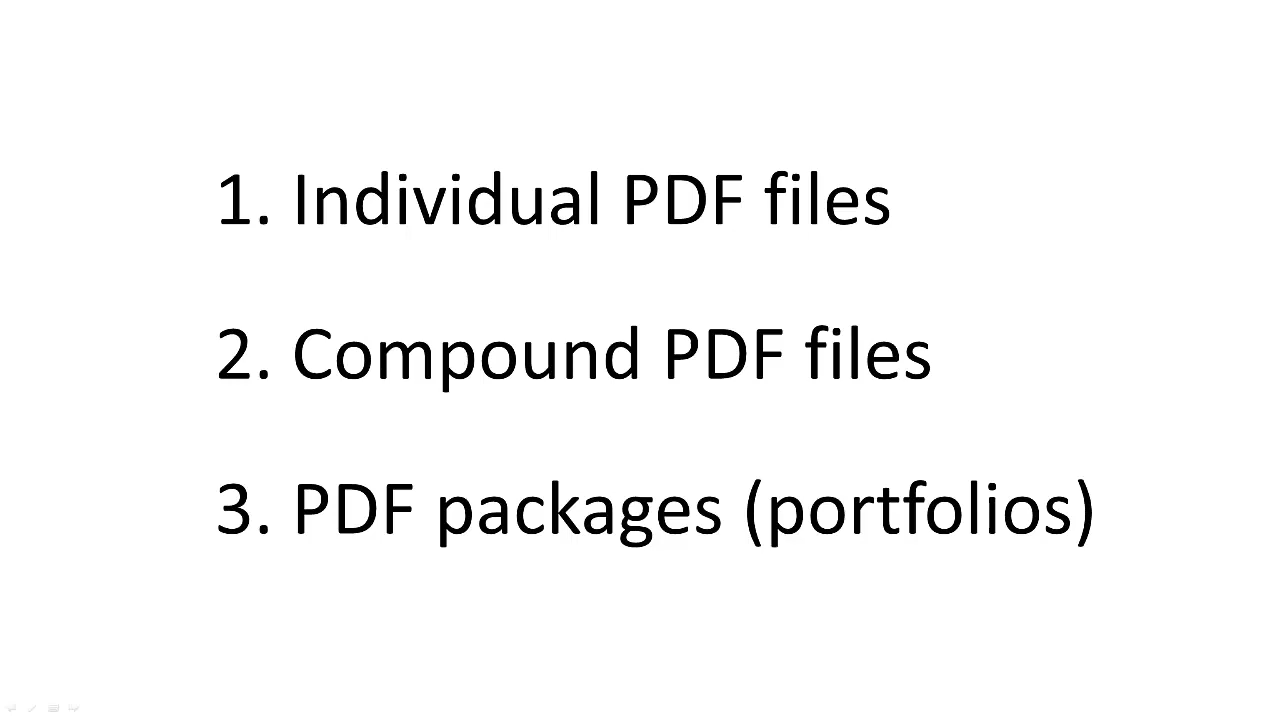 1. Individual PDF files
2. Compound PDF files
3. PDF packages (portfolios)